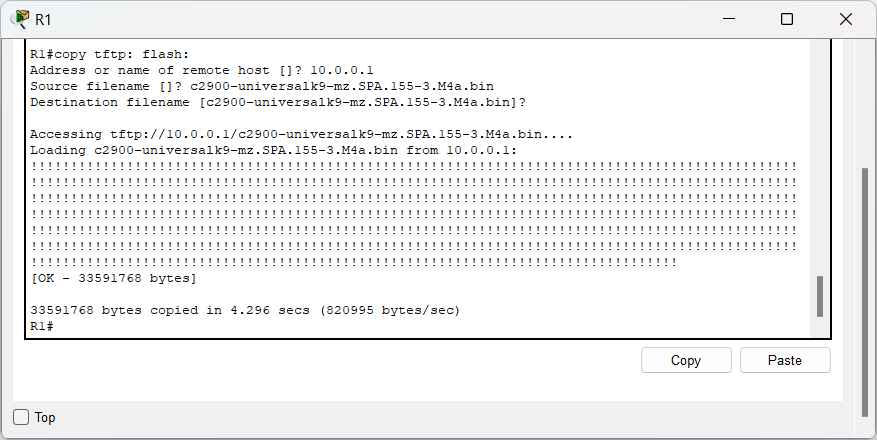 R1
R1#copy tftp: flash:
Address or name of remote host []? 10.0.0.1
Source filename []? c2900-universalk9-mz.SPA.155-3.M4a.bin
Destination filename [c2900-universalk9-mz.SPA.155-3.M4a.bin]?
Accessing tftp://10.0.0.1/c2900-universalk9-mz.SPA.155-3.M4a.bin....
Loading c2900-universalk9-mz.SPA.155-3.M4a.bin from 10.0.0.1:
!!!!!!!!!!!!!!!!!!!!!!!!!!!!!!!!!!!!!!!!!!!!!!!!!!!!!!!!!!!!!!!!!!!!!!!!!!!!!!!!!!!!!!!!!!!!!!!!
!!!!!!!!!!!!!!!!!!!!!!!!!!!!!!!!!!!!!!!!!!!!!!!!!!!!!!!!!!!!!!!!!!!!!!!!!!!!!!!!!!!!!!!!!!!!!!!!
!!!!!!!!!!!!!!!!!!!!!!!!!!!!!!!!!!!!!!!!!!!!!!!!!!!!!!!!!!!!!!!!!!!!!!!!!!!!!!!!!!!!!!!!!!!!!!!!
!!!!!!!!!!!!!!!!!!!!!!!!!!!!!!!!!!!!!!!!!!!!!!!!!!!!!!!!!!!!!!!!!!!!!!!!!!!!!!!!!!!!!!!!!!!!!!!!
!!!!!!!!!!!!!!!!!!!!!!!!!!!!!!!!!!!!!!!!!!!!!!!!!!!!!!!!!!!!!!!!!!!!!!!!!!!!!!!!!!!!!!!!!!!!!!!!
!!!!!!!!!!!!!!!!!!!!!!!!!!!!!!!!!!!!!!!!!!!!!!!!!!!!!!!!!!!!!!!!!!!!!!!!!!!!!!!!!!!!!!!!!!!!!!!!
!!!!!!!!!!!!!!!!!!!!!!!!!!!!!!!!!!!!!!!!!!!!!!!!!!!!!!!!!!!!!!!!!!!!!!!!!!!!!!!!!
[OK - 33591768 bytes]
33591768 bytes copied in 4.296 secs (820995 bytes/sec)
R1#
Copy Paste
Top